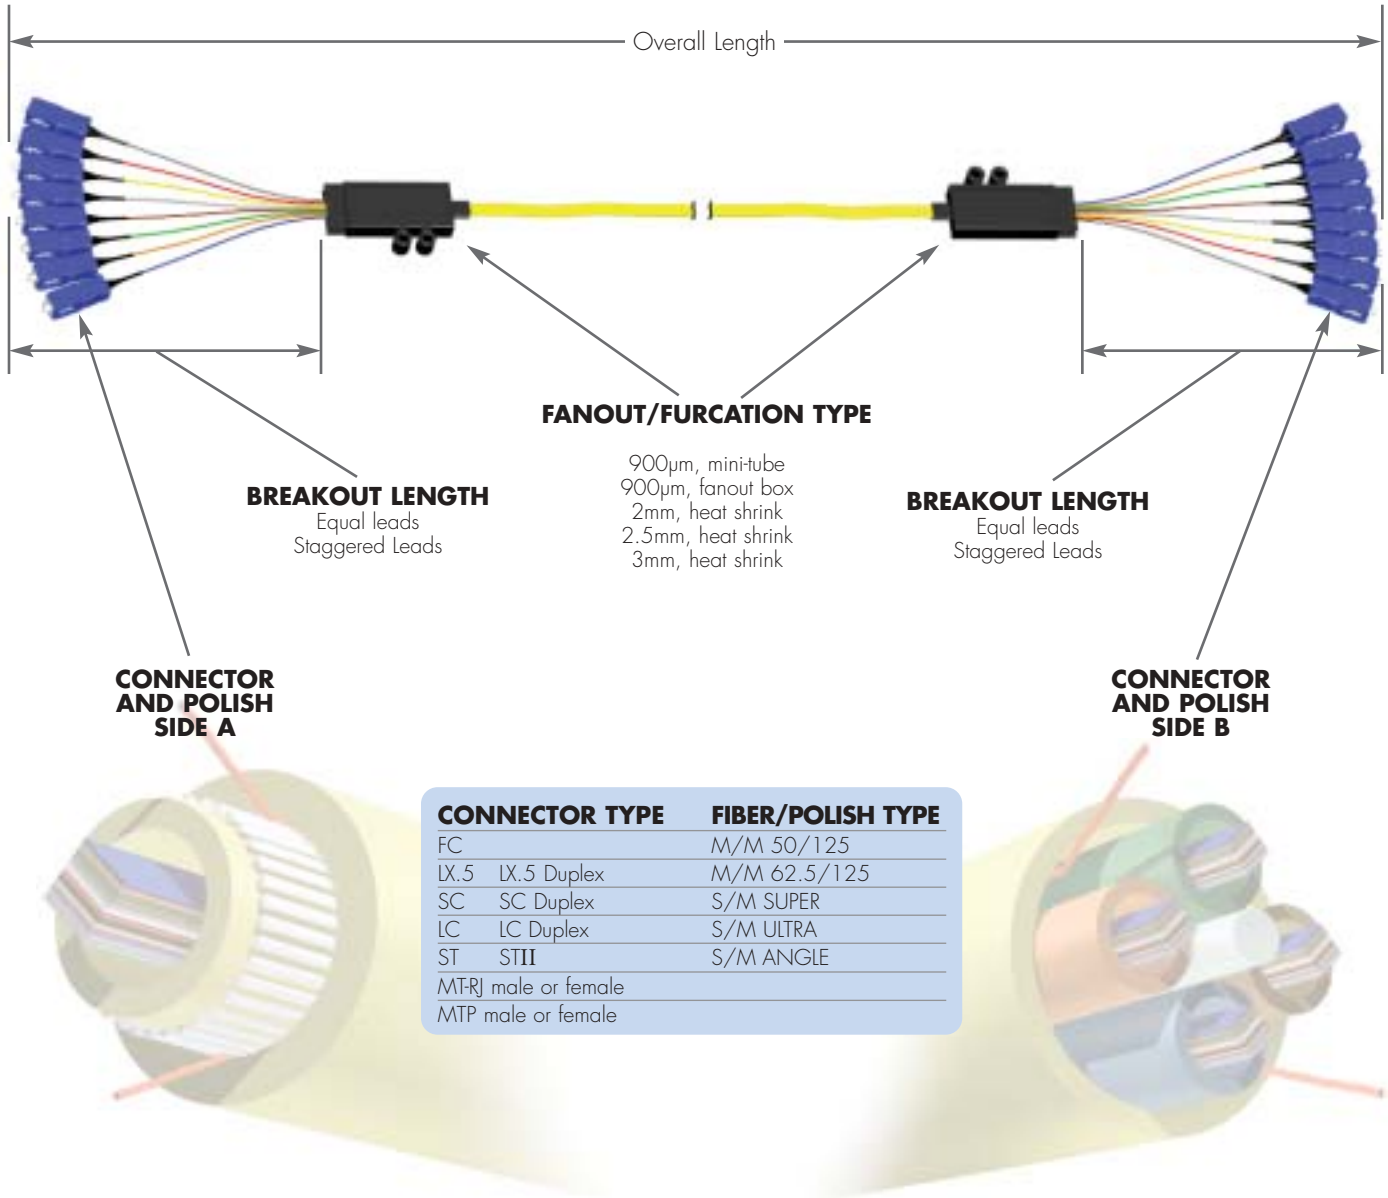 Overall Length
FANOUT/FURCATION TYPE
900µm, mini-tube
900µm, fanout box
2mm, heat shrink
2.5mm, heat shrink
3mm, heat shrink
BREAKOUT LENGTH
Equal leads
Staggered Leads
BREAKOUT LENGTH
Equal leads
Staggered Leads
CONNECTOR
AND POLISH
SIDE A
CONNECTOR
AND POLISH
SIDE B
CONNECTOR TYPE FIBER/POLISH TYPE
FC M/M 50/125
LX.5 LX.5 Duplex M/M 62.5/125
SC SC Duplex S/M SUPER
LC LC Duplex S/M ULTRA
ST STII S/M ANGLE
MT-RJ male or female
MTP male or female